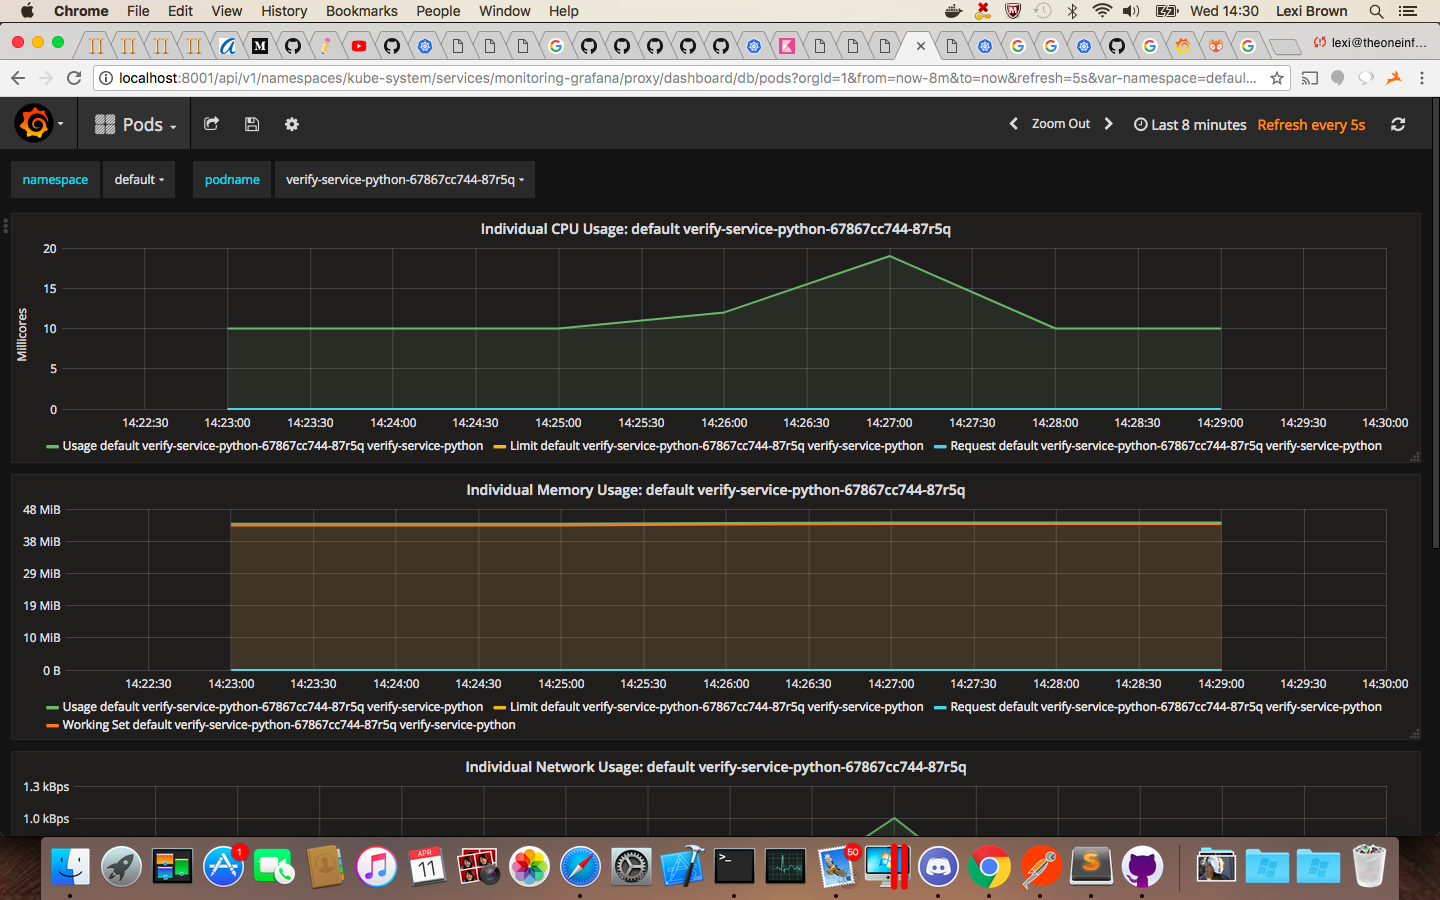 Chrome File Edit View History Bookmarks People Window Help Wed 14:30 Lexi Brown
lexi@theoneinf...
localhost:8001/api/v1/namespaces/kube-system/services/monitoring-grafana/proxy/dashboard/db/pods?orgId=1&from=now-8m&to=now&refresh=5s&var-namespace=defaul...
Pods Zoom Out Last 8 minutes Refresh every 5s
namespace default podname verify-service-python-67867cc744-87r5q
Individual CPU Usage: default verify-service-python-67867cc744-87r5q
Millicores
20
15
10
5
0
14:22:30 14:23:00 14:23:30 14:24:00 14:24:30 14:25:00 14:25:30 14:26:00 14:26:30 14:27:00 14:27:30 14:28:00 14:28:30 14:29:00 14:29:30 14:30:00
Usage default verify-service-python-67867cc744-87r5q verify-service-python Limit default verify-service-python-67867cc744-87r5q verify-service-python Request default verify-service-python-67867cc744-87r5q verify-service-python
Individual Memory Usage: default verify-service-python-67867cc744-87r5q
48 MiB
38 MiB
29 MiB
19 MiB
10 MiB
0 B
14:22:30 14:23:00 14:23:30 14:24:00 14:24:30 14:25:00 14:25:30 14:26:00 14:26:30 14:27:00 14:27:30 14:28:00 14:28:30 14:29:00 14:29:30 14:30:00
Usage default verify-service-python-67867cc744-87r5q verify-service-python Limit default verify-service-python-67867cc744-87r5q verify-service-python Request default verify-service-python-67867cc744-87r5q verify-service-python
Working Set default verify-service-python-67867cc744-87r5q verify-service-python
Individual Network Usage: default verify-service-python-67867cc744-87r5q
1.3 kBps
1.0 kBps
1
APR
11
50